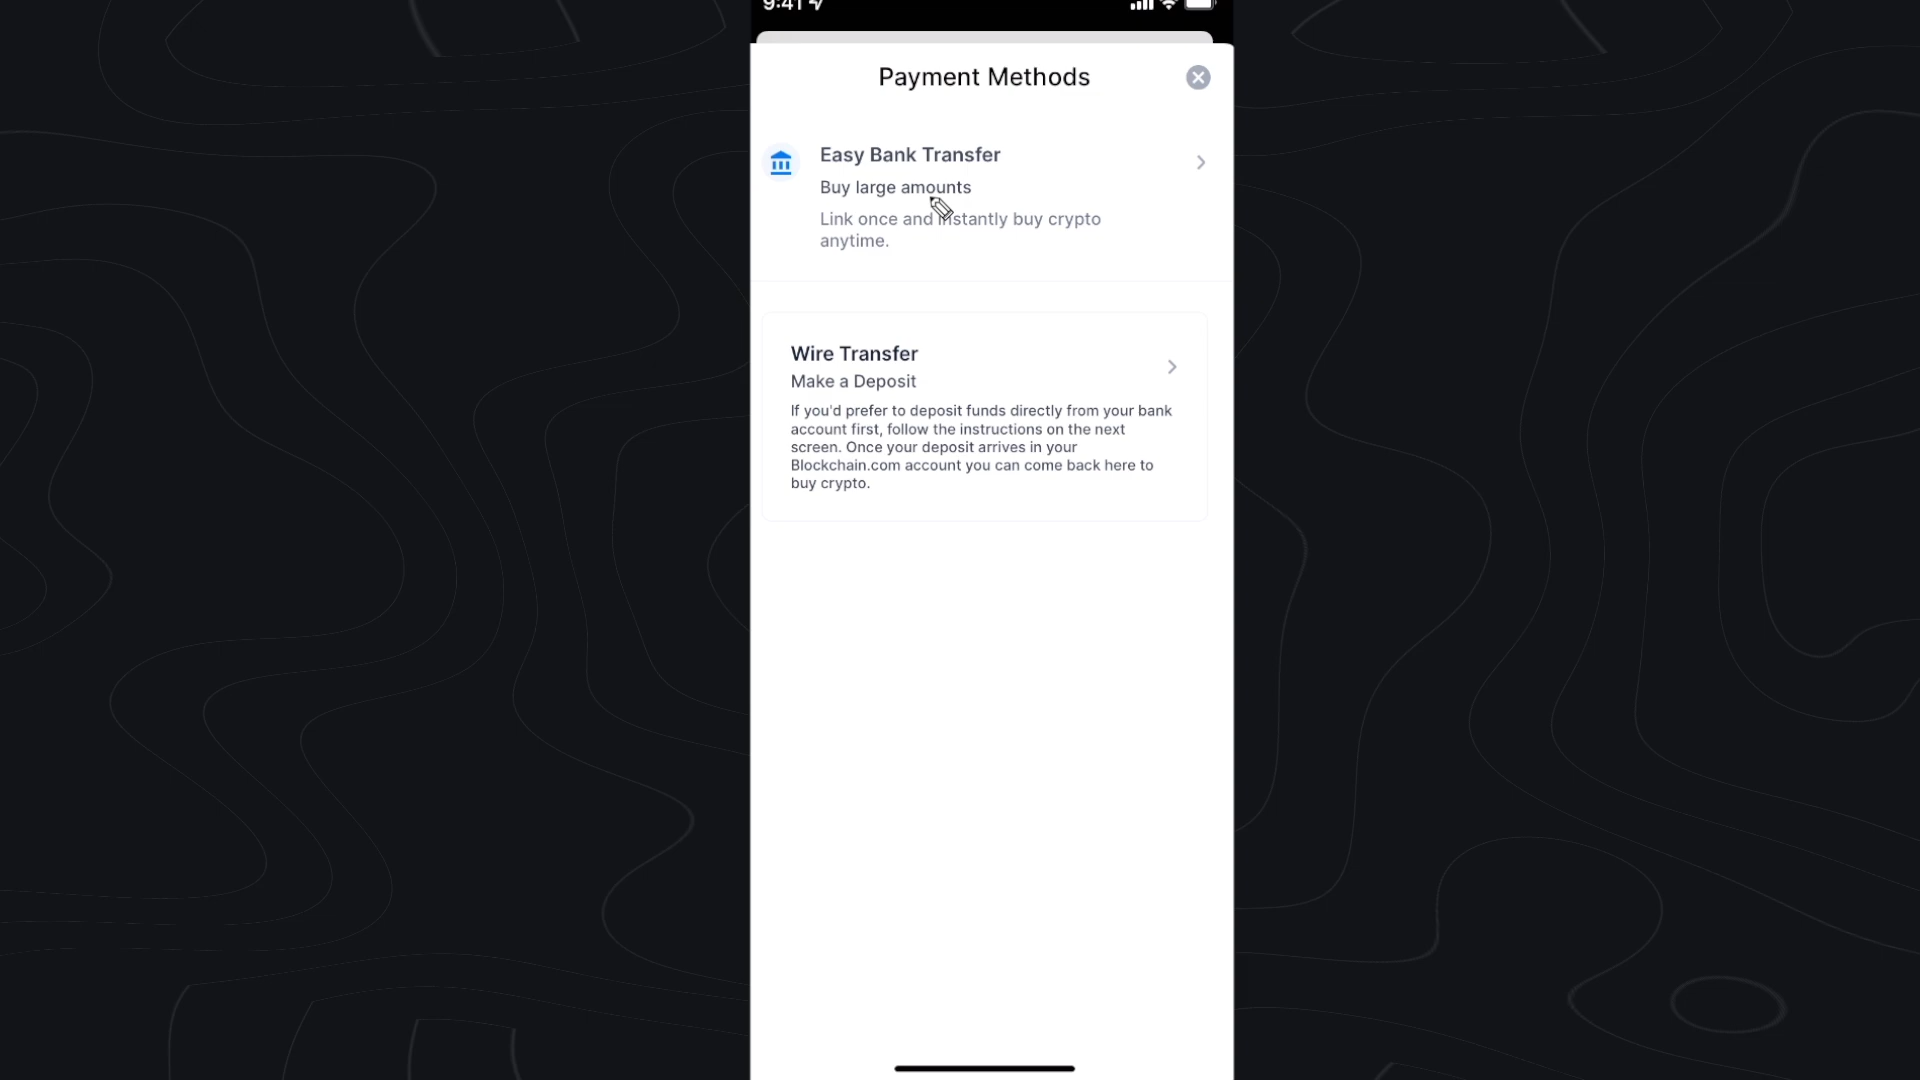 9:41
Payment Methods
Easy Bank Transfer
Buy large amounts
Link once and instantly buy crypto
anytime.
Wire Transfer
Make a Deposit
If you'd prefer to deposit funds directly from your bank
account first, follow the instructions on the next
screen. Once your deposit arrives in your
Blockchain.com account you can come back here to
buy crypto.